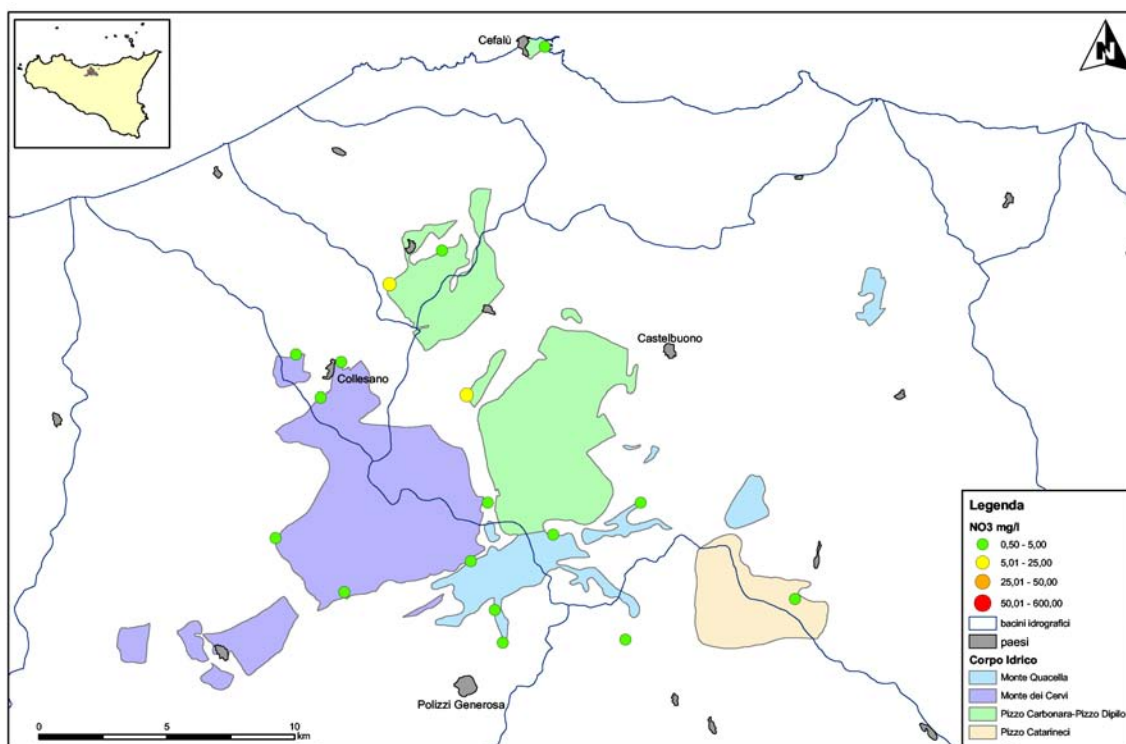 Cefalù
N
Castelbuono
Collesano
Polizzi Generosa
0 5 10
km
Legenda
NO3 mg/l
0,50 - 5,00
5,01 - 25,00
25,01 - 50,00
50,01 - 600,00
bacini idrografici
paesi
Corpo Idrico
Monte Quacella
Monte dei Cervi
Pizzo Carbonara-Pizzo Dipilo
Pizzo Catarineci